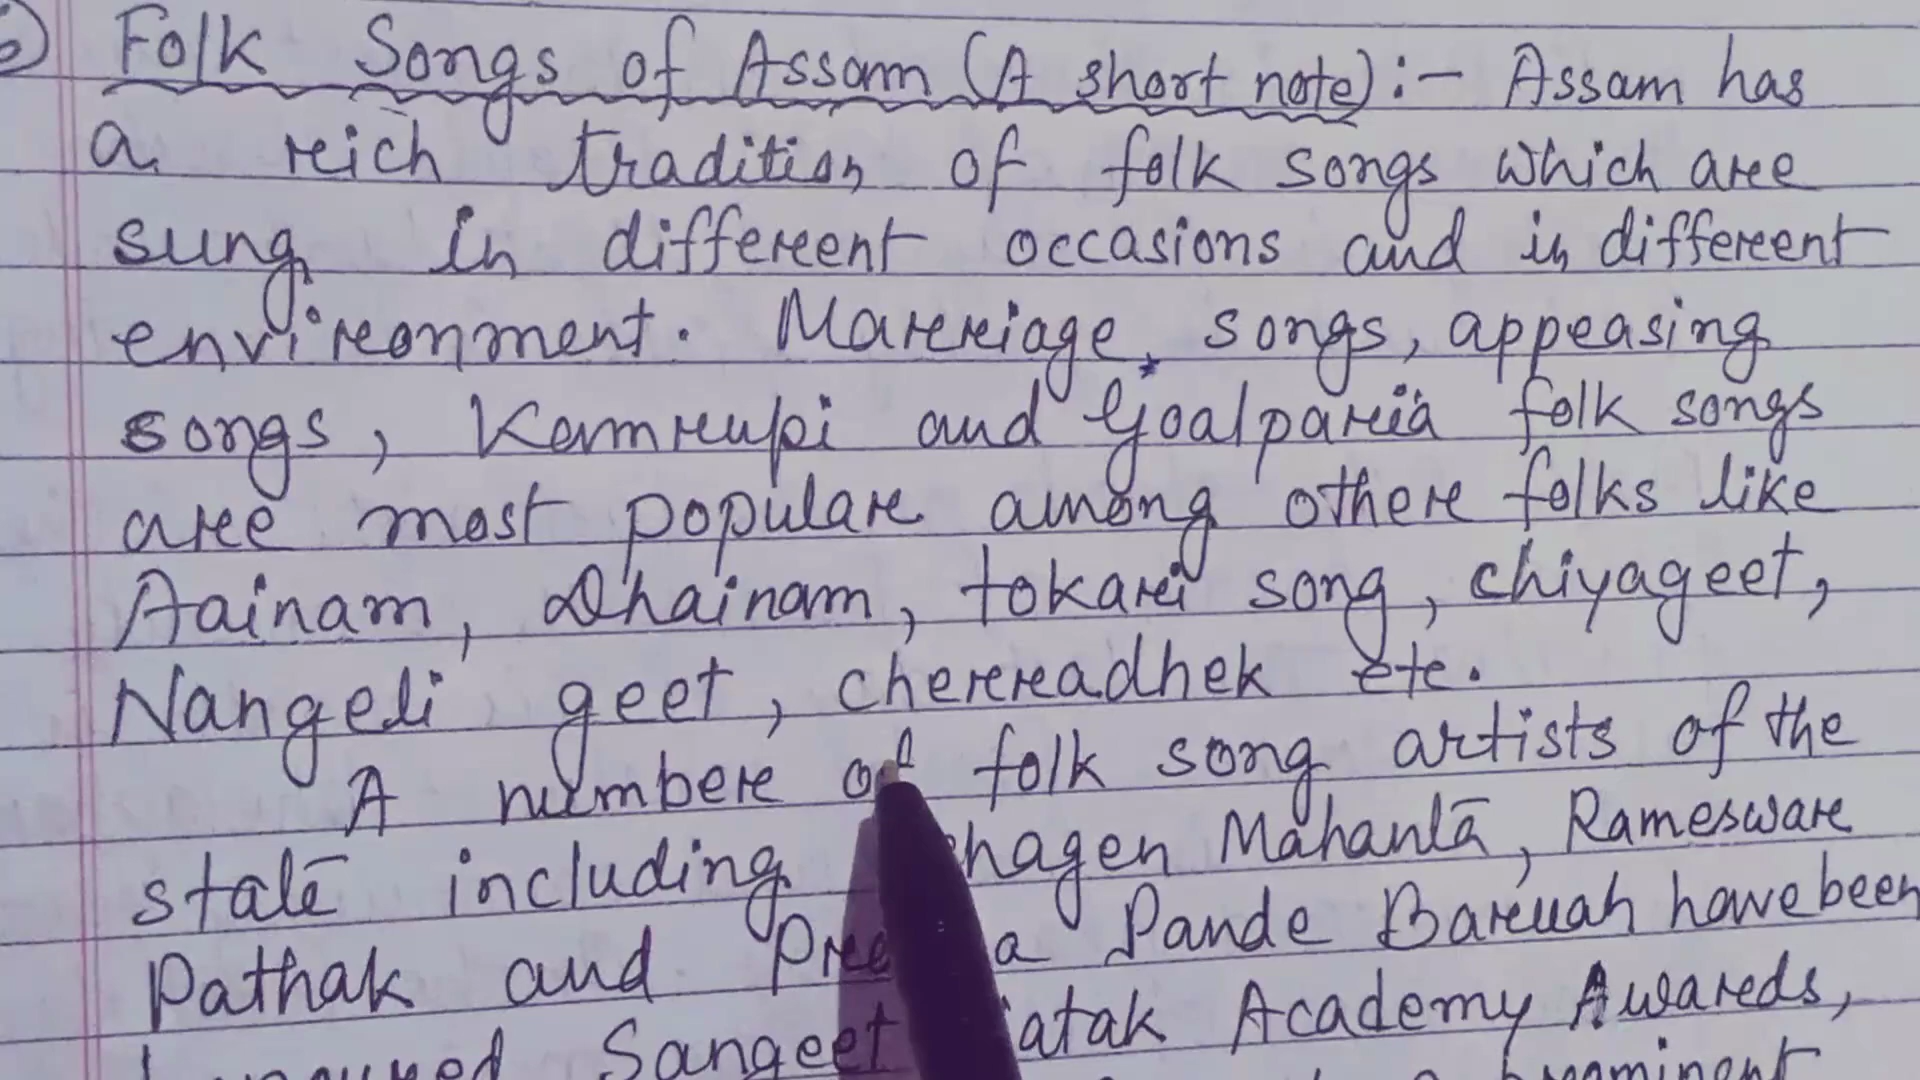 Folk Songs of Assam (A short note) :- Assam has
a rich tradition of folk songs which are
sung in different occasions and in different
environment. Marriage songs, appeasing
songs, Kamrupi and Goalparia folk songs
are most popular among other folks like
Aainam, Dhainam, tokari song, chiyageet,
Nangeli geet, cherradhek etc.
A number of folk song artists of the
state including Mahanta, Rameswar
Pathak and Pande Baruah have been
Sangeet Academy Awards,